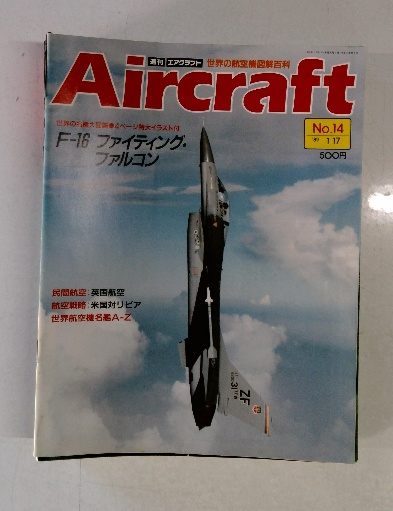 週刊 エアクラフト 世界の航空機図解百科
Aircraft
No.14
'89 1 17
500円
F-16 ファイティング・
ファルコン
民間航空:英国航空
航空戦略:米国対リビア
世界航空機名鑑A-Z
ZF